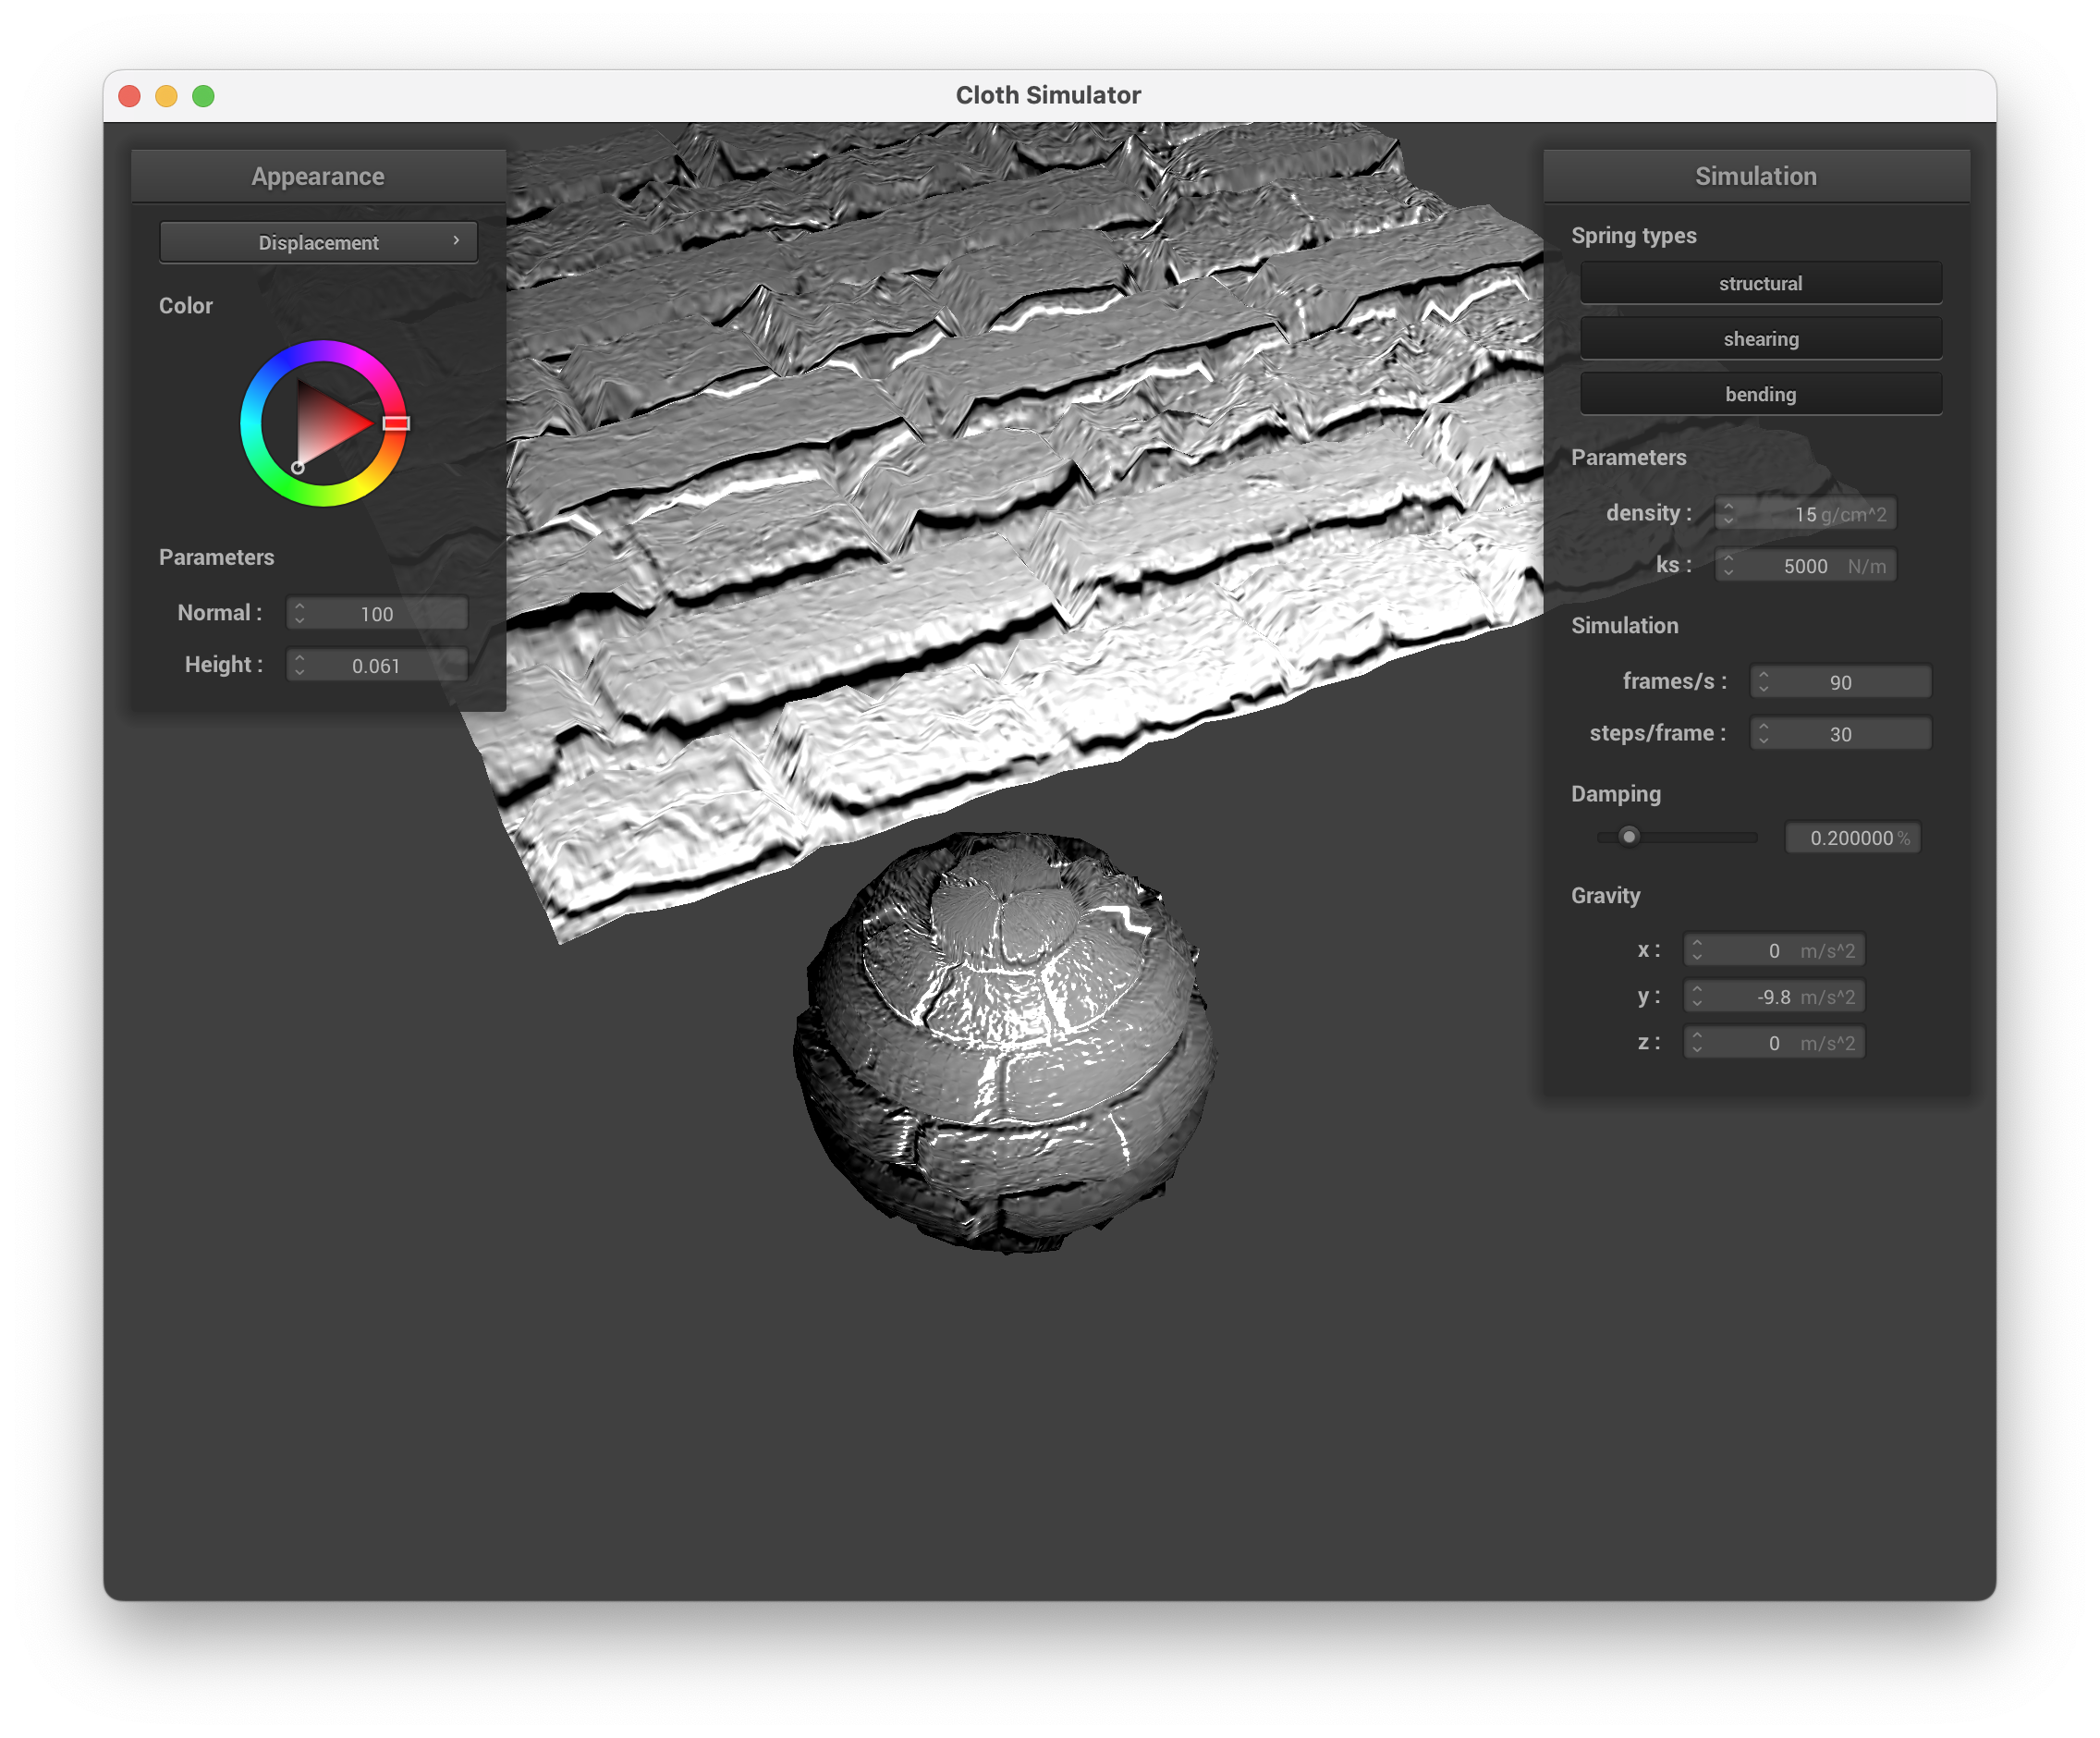 Cloth Simulator
Appearance
Displacement
Color
Parameters
Normal : 100
Height : 0.061
Simulation
Spring types
structural
shearing
bending
Parameters
density : 15 g/cm^2
ks : 5000 N/m
Simulation
frames/s : 90
steps/frame : 30
Damping
0.200000 %
Gravity
x : 0 m/s^2
y : -9.8 m/s^2
z : 0 m/s^2